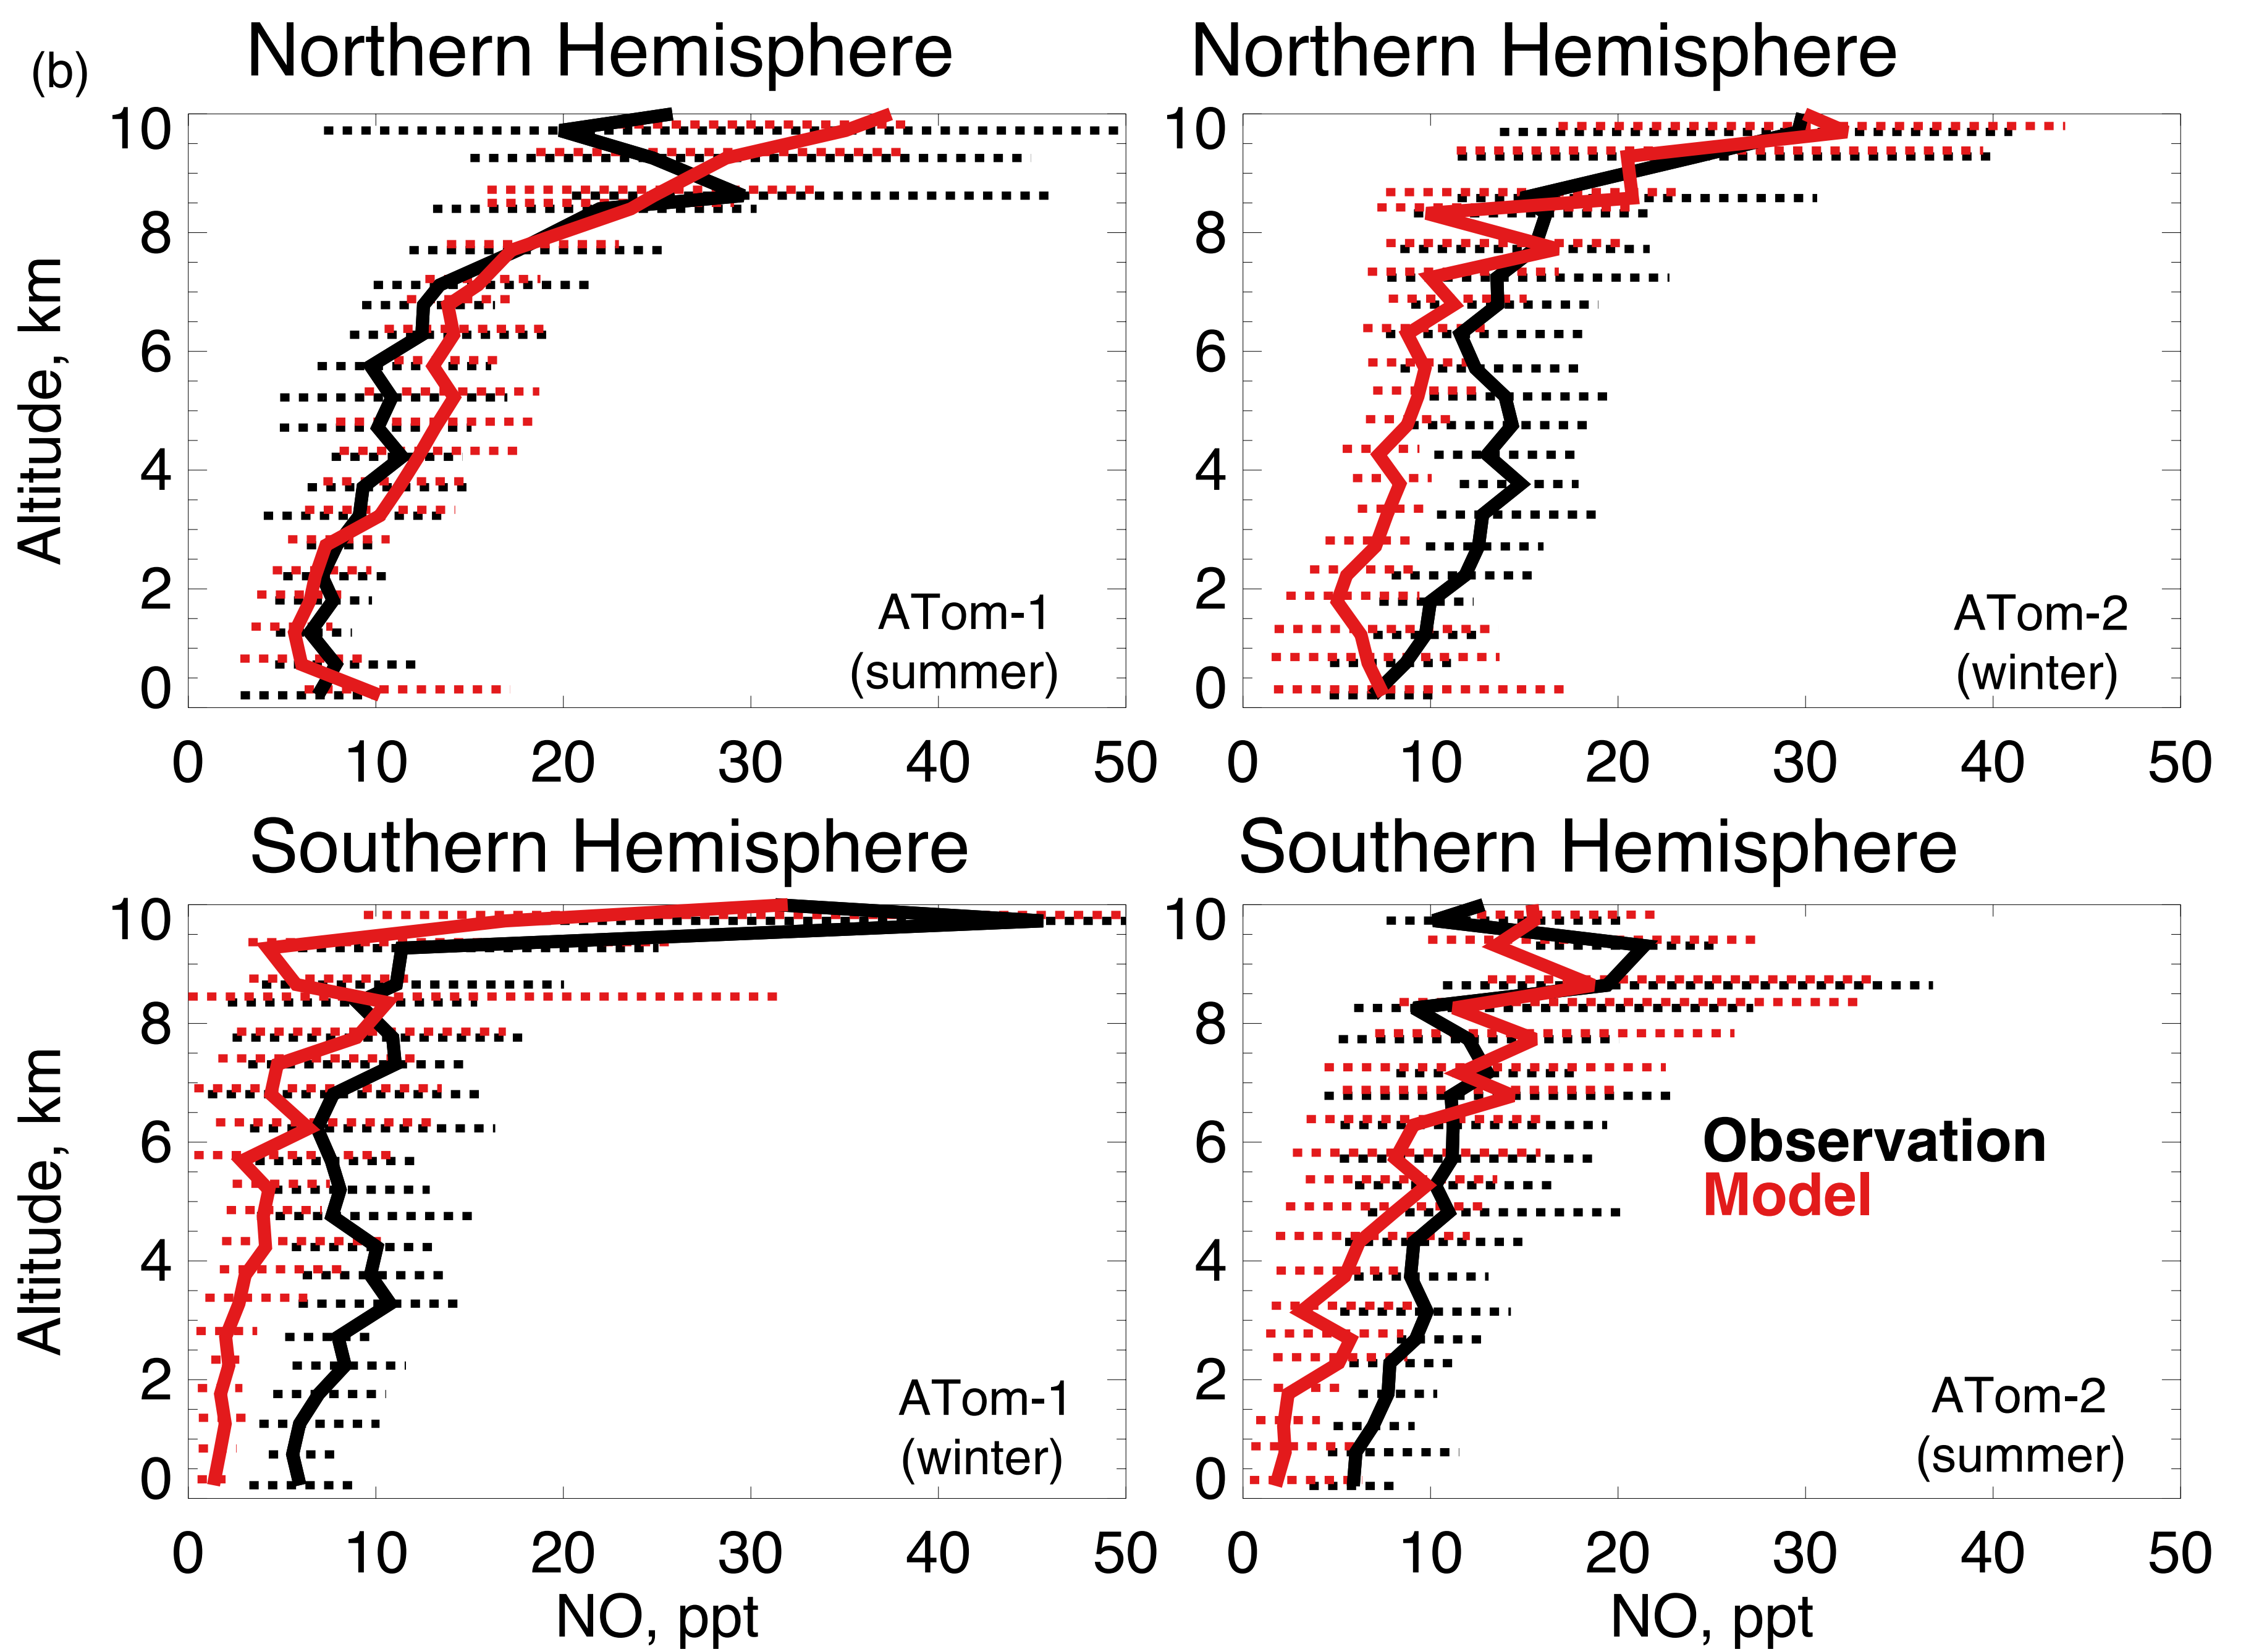 (b)
Northern Hemisphere
10
8
6
4
2
0
Altitude, km
ATom-1
(summer)
0 10 20 30 40 50
Northern Hemisphere
10
8
6
4
2
0
ATom-2
(winter)
0 10 20 30 40 50
Southern Hemisphere
10
8
6
4
2
0
Altitude, km
ATom-1
(winter)
0 10 20 30 40 50
NO, ppt
Southern Hemisphere
10
8
6
4
2
0
Observation
Model
ATom-2
(summer)
0 10 20 30 40 50
NO, ppt